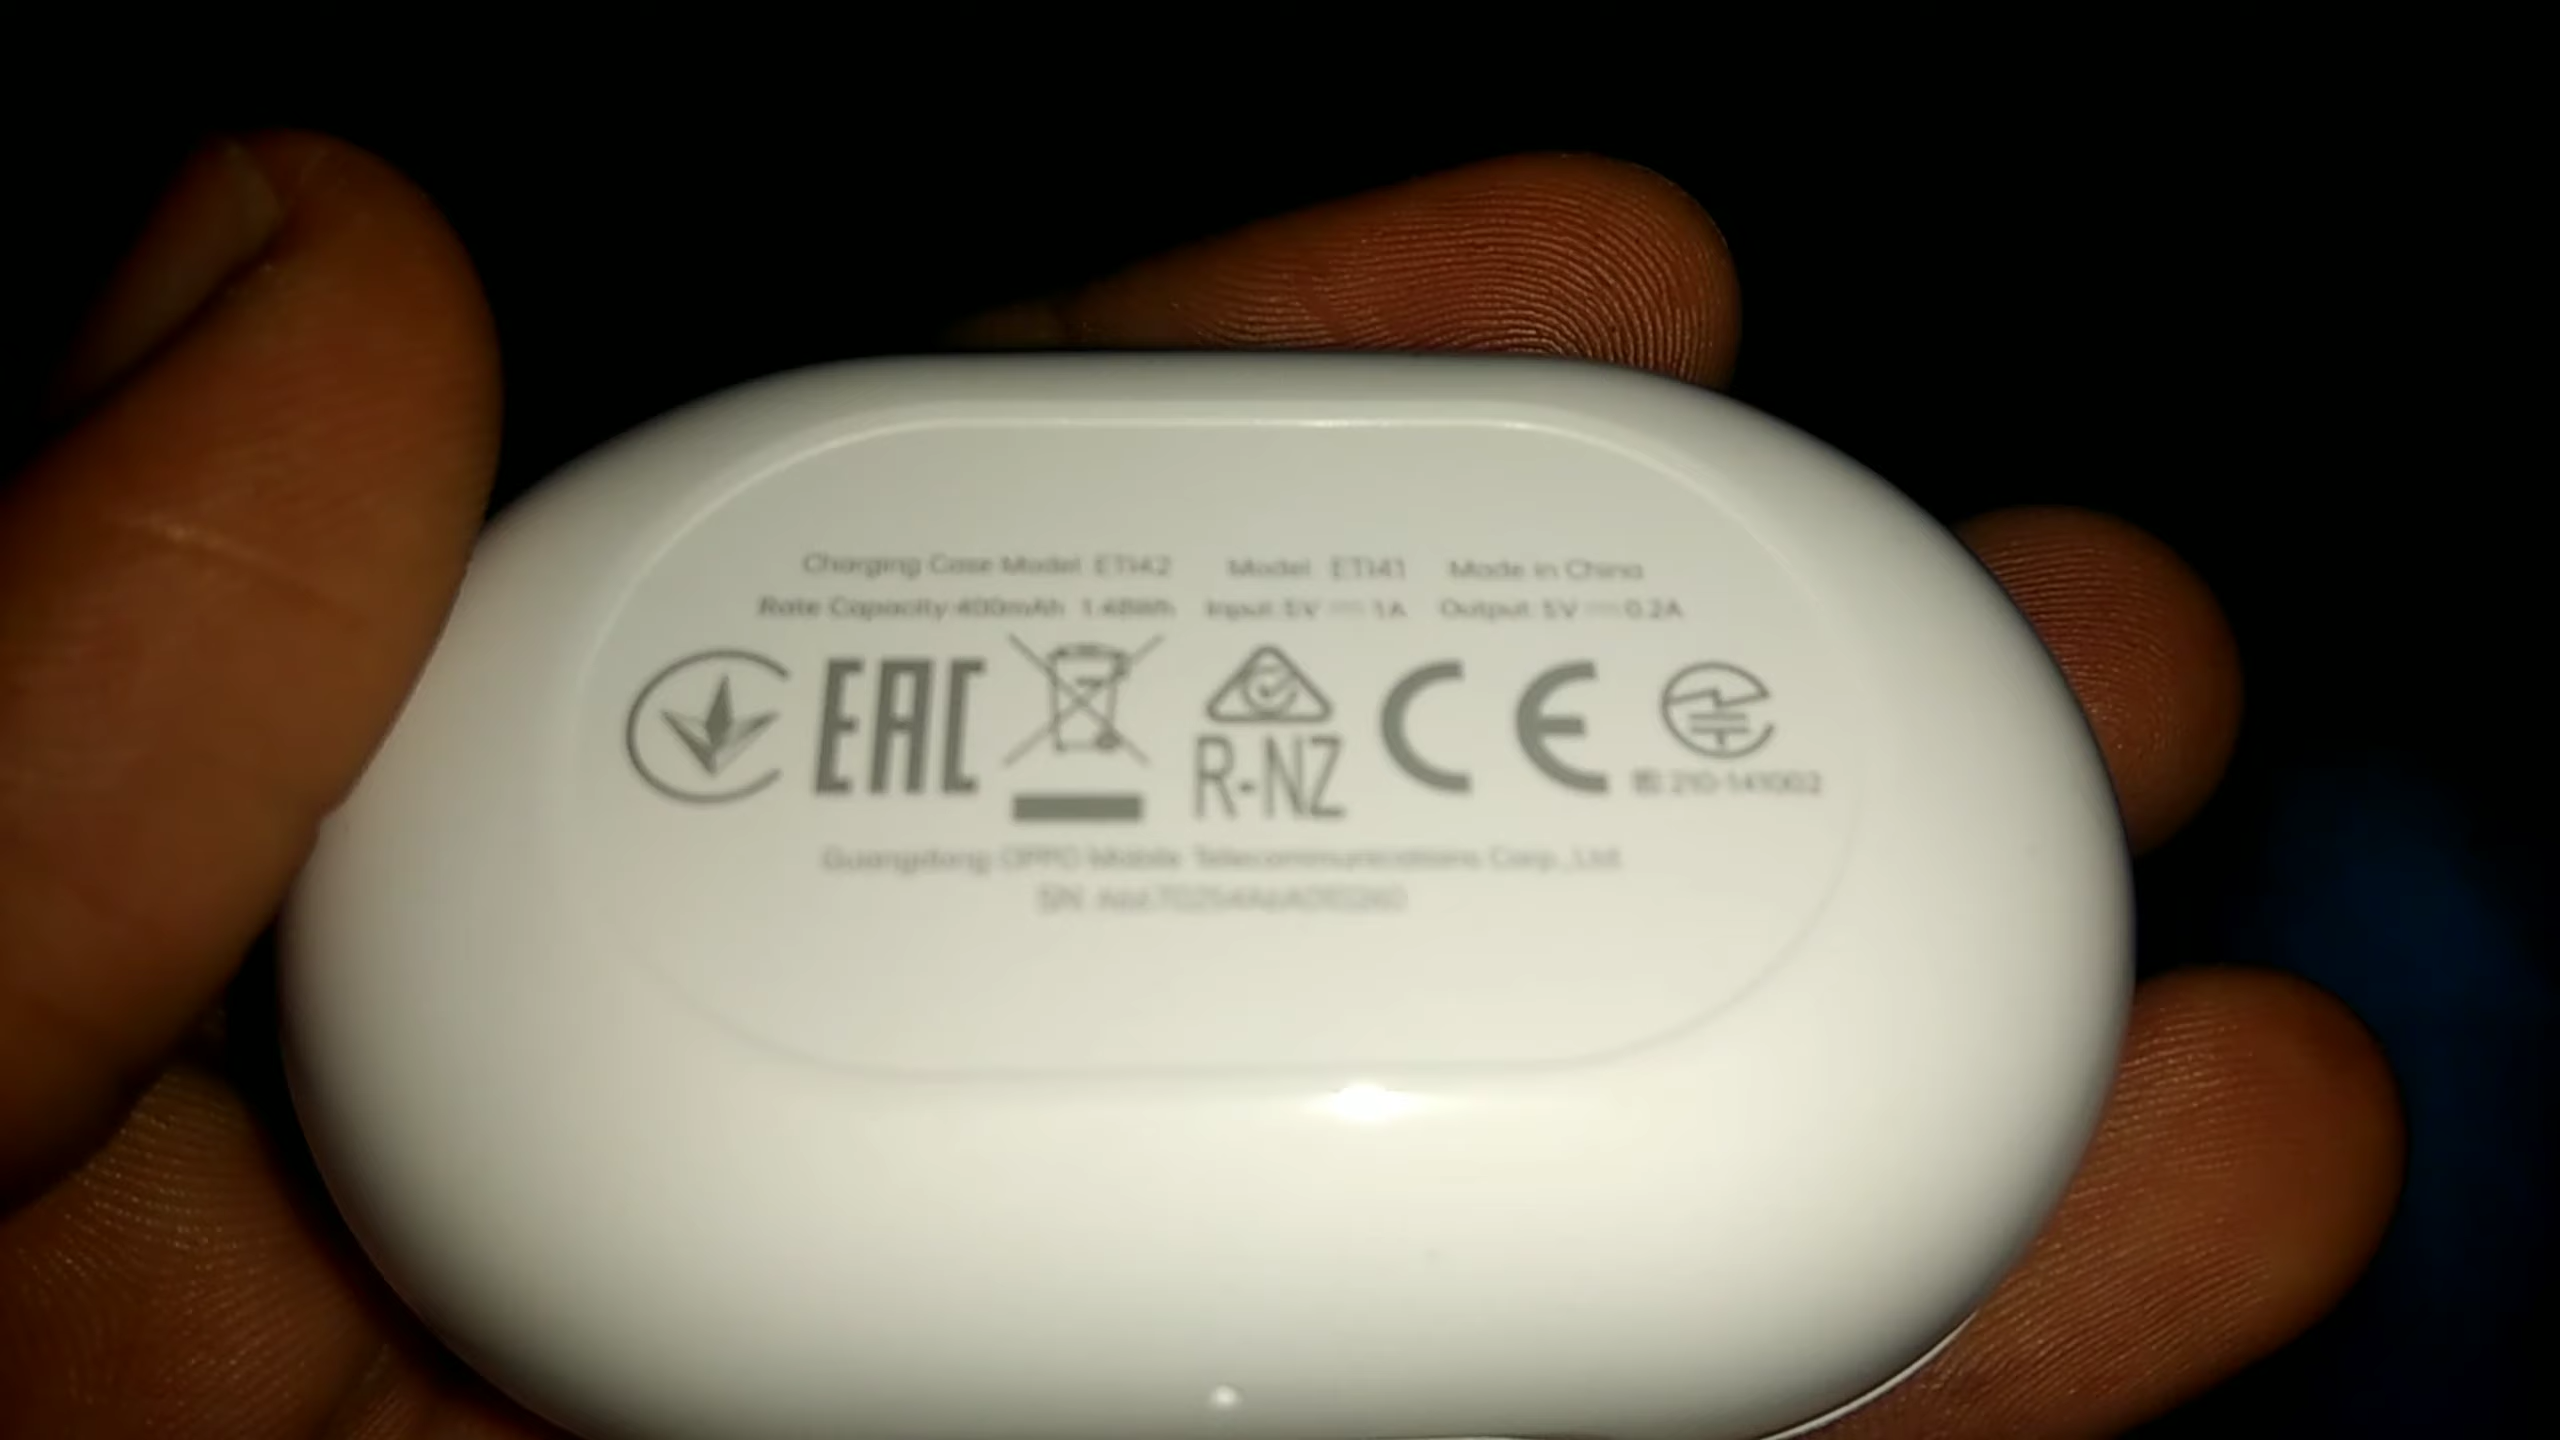 Charging Case Model: ETI42 Model: ETI41 Made in China
Rate Capacity:400mAh 1.48Wh Input:5V⎓1A Output:5V⎓0.2A
EAC
R-NZ
CE
Guangdong OPPO Mobile Telecommunications Corp.,Ltd.
SN: